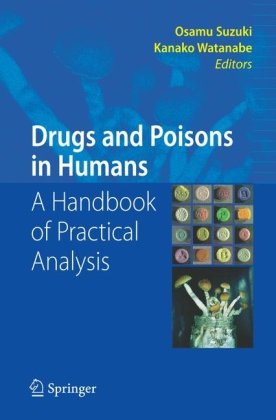 Osamu Suzuki
Kanako Watanabe
Editors
Drugs and Poisons
in Humans
A Handbook
of Practical
Analysis
Springer